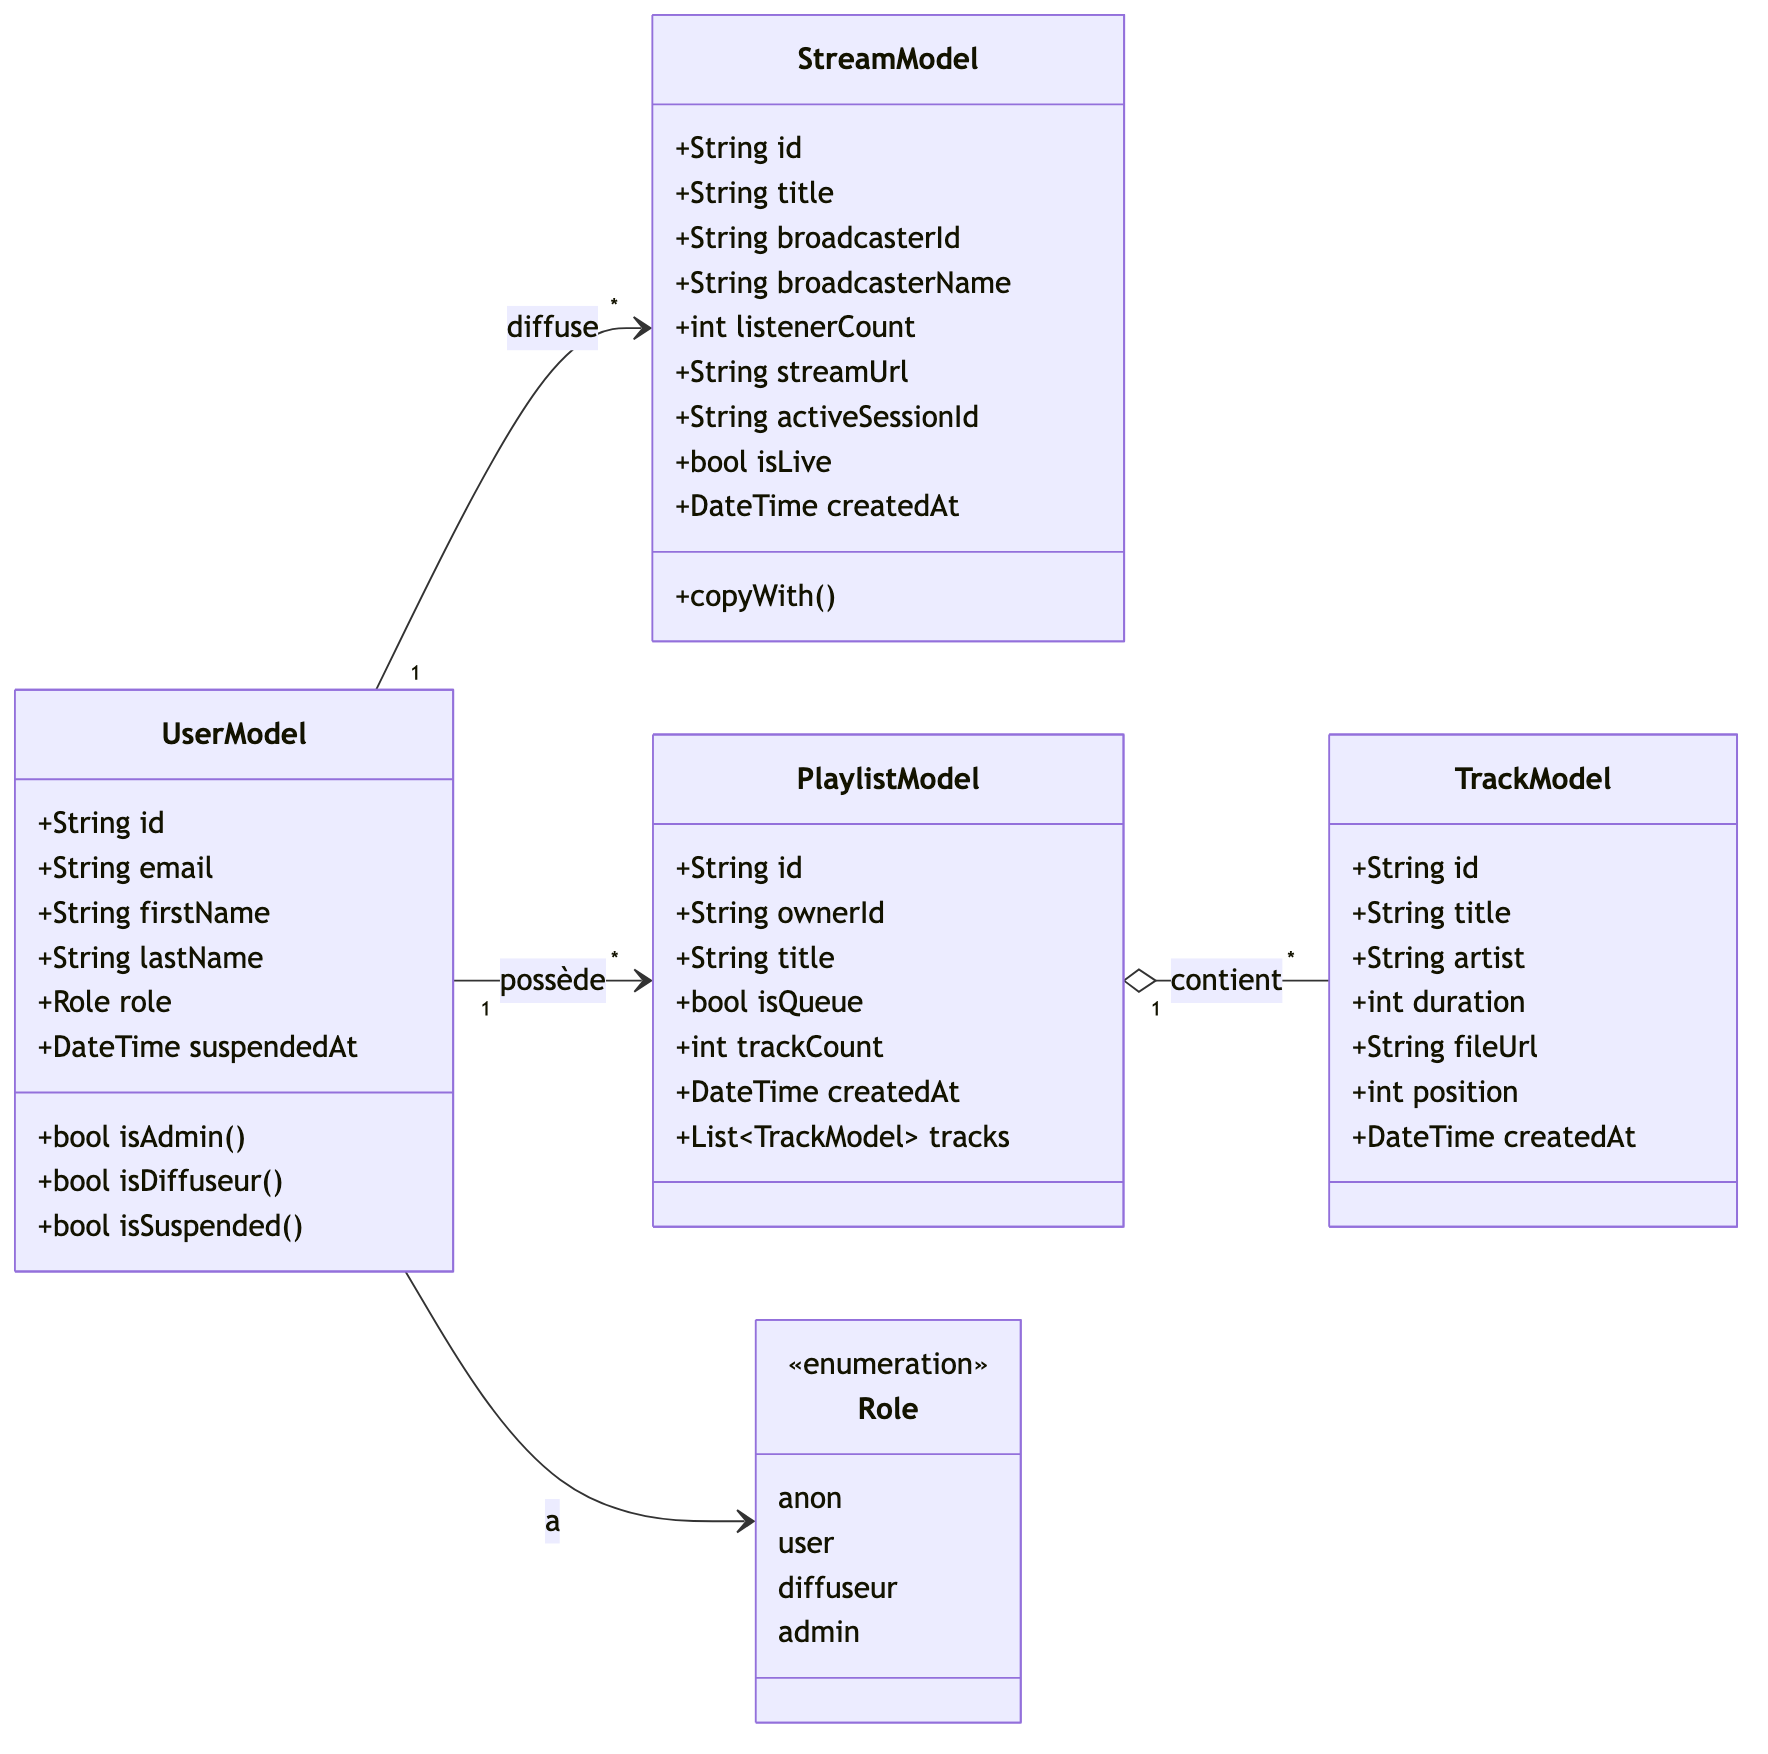 StreamModel
+String id
+String title
+String broadcasterId
+String broadcasterName
+int listenerCount
+String streamUrl
+String activeSessionId
+bool isLive
+DateTime createdAt
+copyWith()
diffuse
*
1
UserModel
+String id
+String email
+String firstName
+String lastName
+Role role
+DateTime suspendedAt
+bool isAdmin()
+bool isDiffuseur()
+bool isSuspended()
possède
*
1
PlaylistModel
+String id
+String ownerId
+String title
+bool isQueue
+int trackCount
+DateTime createdAt
+List<TrackModel> tracks
contient
*
1
TrackModel
+String id
+String title
+String artist
+int duration
+String fileUrl
+int position
+DateTime createdAt
a
«enumeration»
Role
anon
user
diffuseur
admin